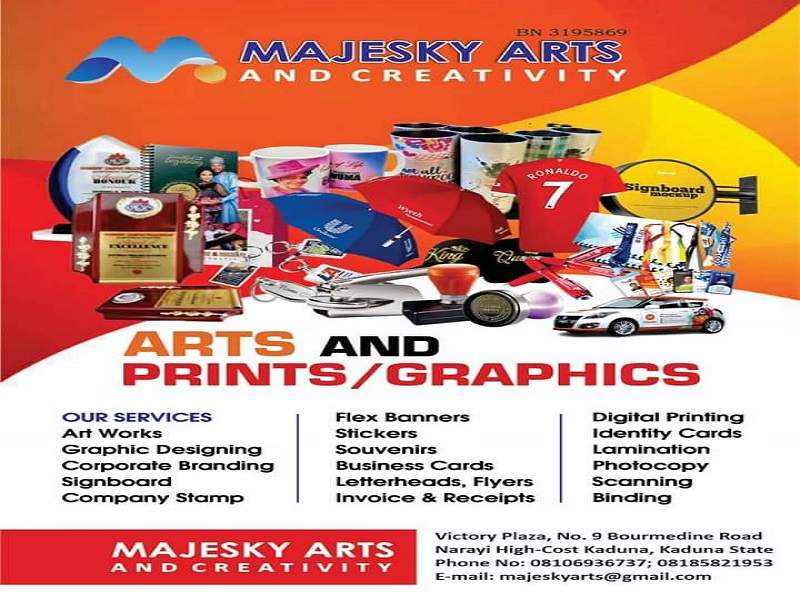 BN 3195869
MAJESKY ARTS
AND CREATIVITY
HONOUR
EXCELLENCE
Unilever
Wyeth
King
Queen
RONALDO
7
Signboard
mockup
ARTS AND
PRINTS/GRAPHICS
OUR SERVICES
Art Works
Graphic Designing
Corporate Branding
Signboard
Company Stamp
Flex Banners
Stickers
Souvenirs
Business Cards
Letterheads, Flyers
Invoice & Receipts
Digital Printing
Identity Cards
Lamination
Photocopy
Scanning
Binding
MAJESKY ARTS
AND CREATIVITY
Victory Plaza, No. 9 Bourmedine Road
Narayi High-Cost Kaduna, Kaduna State
Phone No: 08106936737; 08185821953
E-mail: majeskyarts@gmail.com